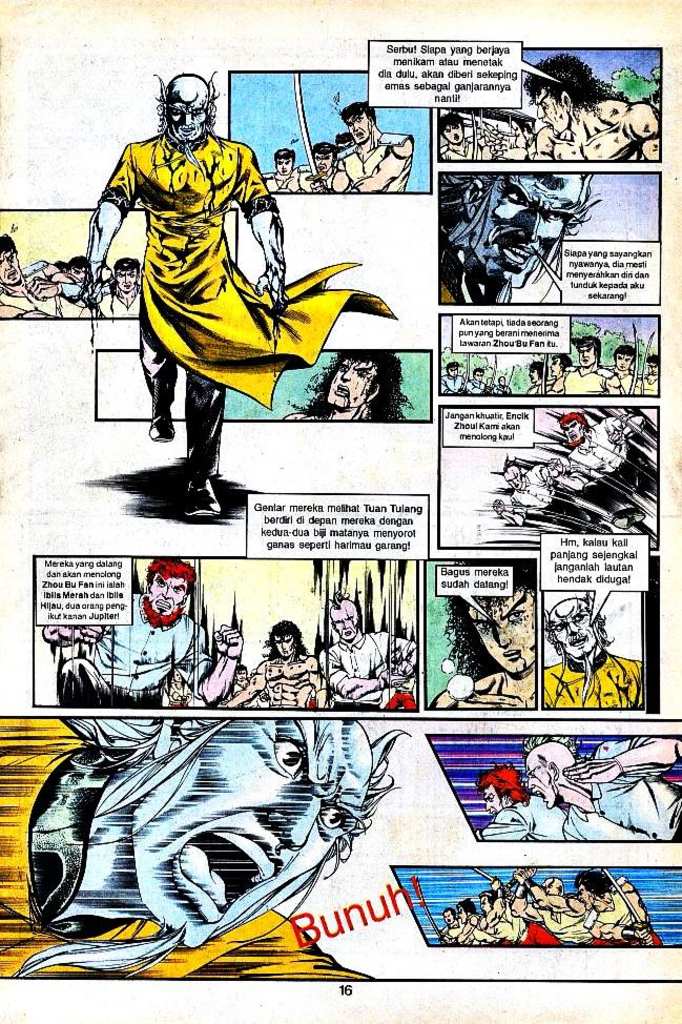 Serbu! Siapa yang berjaya
menikam atau menetak
dia dulu, akan diberi sekeping
emas sebagai ganjarannya
nanti!
Siapa yang sayangkan
nyawanya, dia mesti
menyerahkan diri dan
tunduk kepada aku
sekarang!
Akan tetapi, tiada seorang
pun yang berani menerima
tawaran Zhou Bu Fan itu.
Jangan khuatir, Encik
Zhou! Kami akan
menolong kau!
Gentar mereka melihat Tuan Tulang
berdiri di depan mereka dengan
kedua-dua biji matanya menyorot
ganas seperti harimau garang!
Mereka yang datang
dan akan menolong
Zhou Bu Fan ini ialah
Iblis Merah dan Iblis
Hijau, dua orang peng-
ikut kanan Jupiter!
Bagus mereka
sudah datang!
Hm, kalau kail
panjang sejengkal
janganlah lautan
hendak diduga!
Bunuh!
16